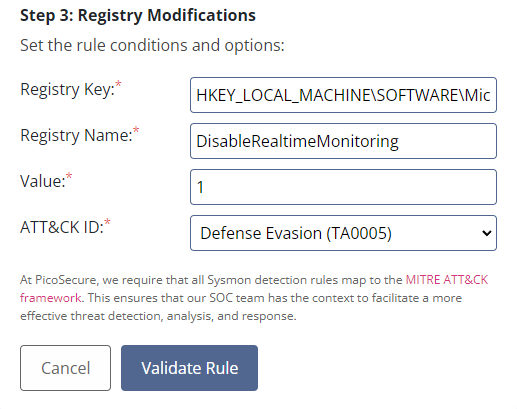 Step 3: Registry Modifications
Set the rule conditions and options:
Registry Key:*
HKEY_LOCAL_MACHINE\SOFTWARE\Mic
Registry Name:*
DisableRealtimeMonitoring
Value:*
1
ATT&CK ID:*
Defense Evasion (TA0005)
At PicoSecure, we require that all Sysmon detection rules map to the MITRE ATT&CK
framework. This ensures that our SOC team has the context to facilitate a more
effective threat detection, analysis, and response.
Cancel
Validate Rule